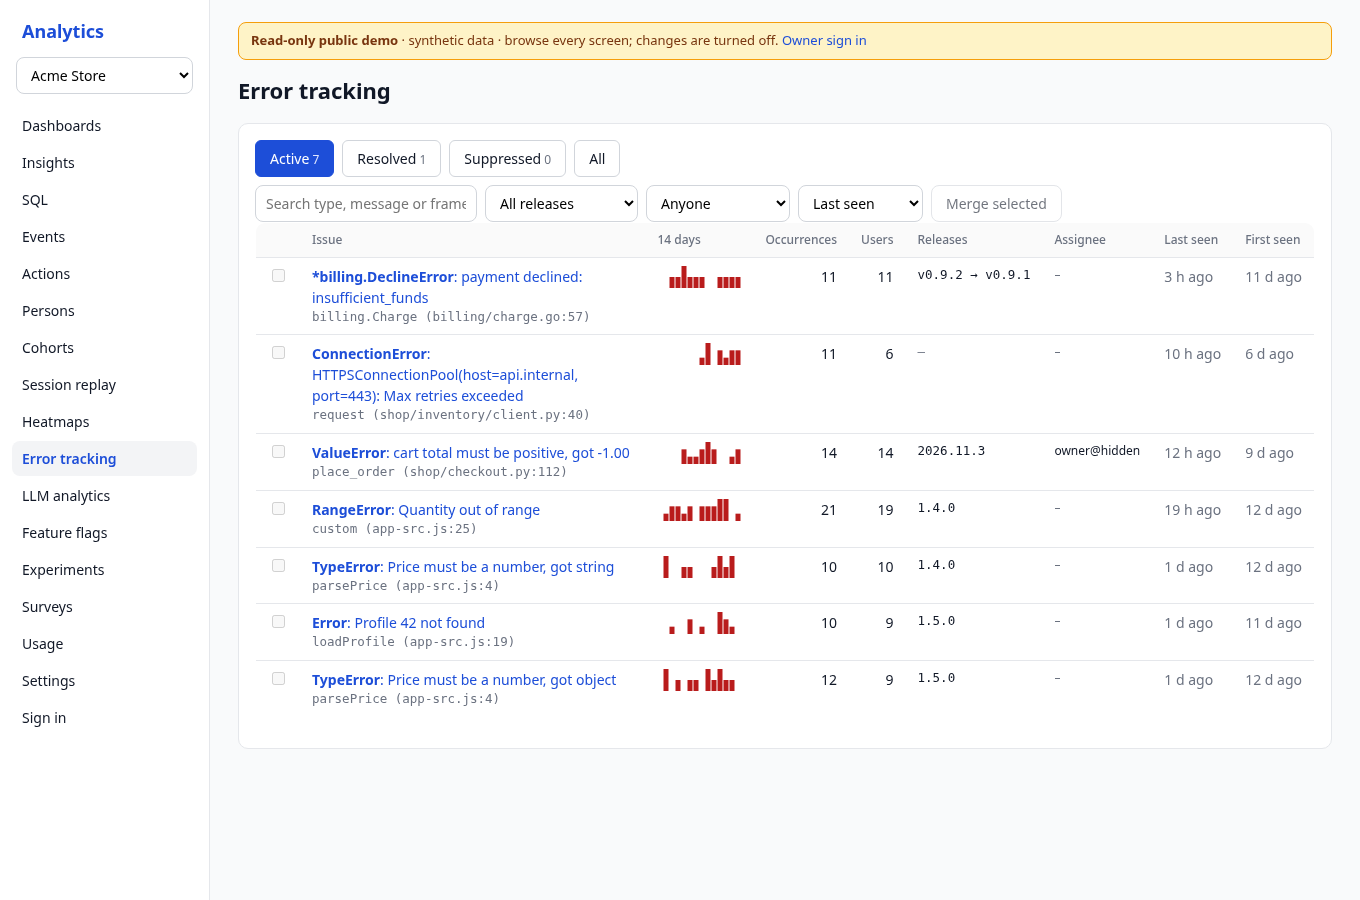 Analytics
Acme Store
Dashboards
Insights
SQL
Events
Actions
Persons
Cohorts
Session replay
Heatmaps
Error tracking
LLM analytics
Feature flags
Experiments
Surveys
Usage
Settings
Sign in
Read-only public demo · synthetic data · browse every screen; changes are turned off. Owner sign in
Error tracking
Active 7 Resolved 1 Suppressed 0 All
Search type, message or frame All releases Anyone Last seen Merge selected
Issue 14 days Occurrences Users Releases Assignee Last seen First seen
*billing.DeclineError: payment declined: 11 11 v0.9.2 → v0.9.1 – 3 h ago 11 d ago
insufficient_funds
billing.Charge (billing/charge.go:57)
ConnectionError: 11 6 — – 10 h ago 6 d ago
HTTPSConnectionPool(host=api.internal,
port=443): Max retries exceeded
request (shop/inventory/client.py:40)
ValueError: cart total must be positive, got -1.00 14 14 2026.11.3 owner@hidden 12 h ago 9 d ago
place_order (shop/checkout.py:112)
RangeError: Quantity out of range 21 19 1.4.0 – 19 h ago 12 d ago
custom (app-src.js:25)
TypeError: Price must be a number, got string 10 10 1.4.0 – 1 d ago 12 d ago
parsePrice (app-src.js:4)
Error: Profile 42 not found 10 9 1.5.0 – 1 d ago 11 d ago
loadProfile (app-src.js:19)
TypeError: Price must be a number, got object 12 9 1.5.0 – 1 d ago 12 d ago
parsePrice (app-src.js:4)